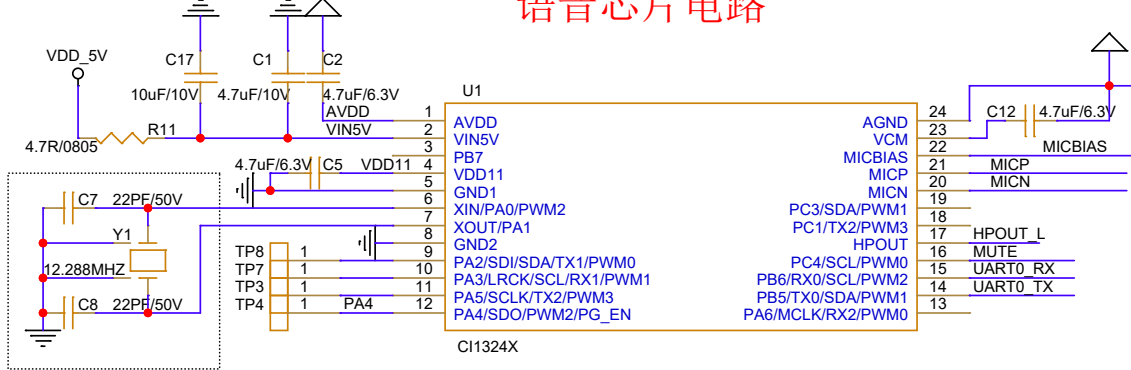 语音芯片电路
VDD_5V
C17
10uF/10V
C1
4.7uF/10V
C2
4.7uF/6.3V
AVDD
VIN5V
R11
4.7R/0805
4.7uF/6.3V
C5
VDD11
C7
22PF/50V
Y1
12.288MHZ
C8
22PF/50V
TP8 1
TP7 1
TP3 1
TP4 1
PA4
U1
1 AVDD
2 VIN5V
3 PB7
4 VDD11
5 GND1
6 XIN/PA0/PWM2
7 XOUT/PA1
8 GND2
9 PA2/SDI/SDA/TX1/PWM0
10 PA3/LRCK/SCL/RX1/PWM1
11 PA5/SCLK/TX2/PWM3
12 PA4/SDO/PWM2/PG_EN
AGND 24
VCM 23
MICBIAS 22
MICP 21
MICN 20
PC3/SDA/PWM1 19
PC1/TX2/PWM3 18
HPOUT 17
PC4/SCL/PWM0 16
PB6/RX0/SCL/PWM2 15
PB5/TX0/SDA/PWM1 14
PA6/MCLK/RX2/PWM0 13
CI1324X
C12
4.7uF/6.3V
MICBIAS
MICP
MICN
HPOUT_L
MUTE
UART0_RX
UART0_TX